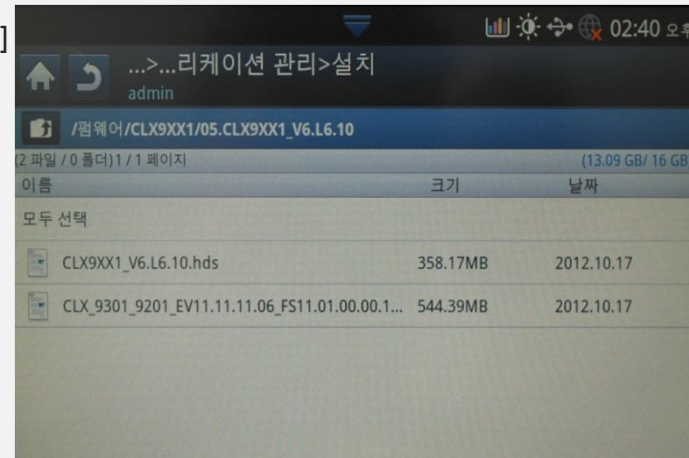 ]
02:40 오후
...>...리케이션 관리>설치
admin
/펌웨어/CLX9XX1/05.CLX9XX1_V6.L6.10
(2 파일 / 0 폴더)1 / 1 페이지 (13.09 GB/ 16 GB
이름 크기 날짜
모두 선택
CLX9XX1_V6.L6.10.hds 358.17MB 2012.10.17
CLX_9301_9201_EV11.11.11.06_FS11.01.00.00.1... 544.39MB 2012.10.17